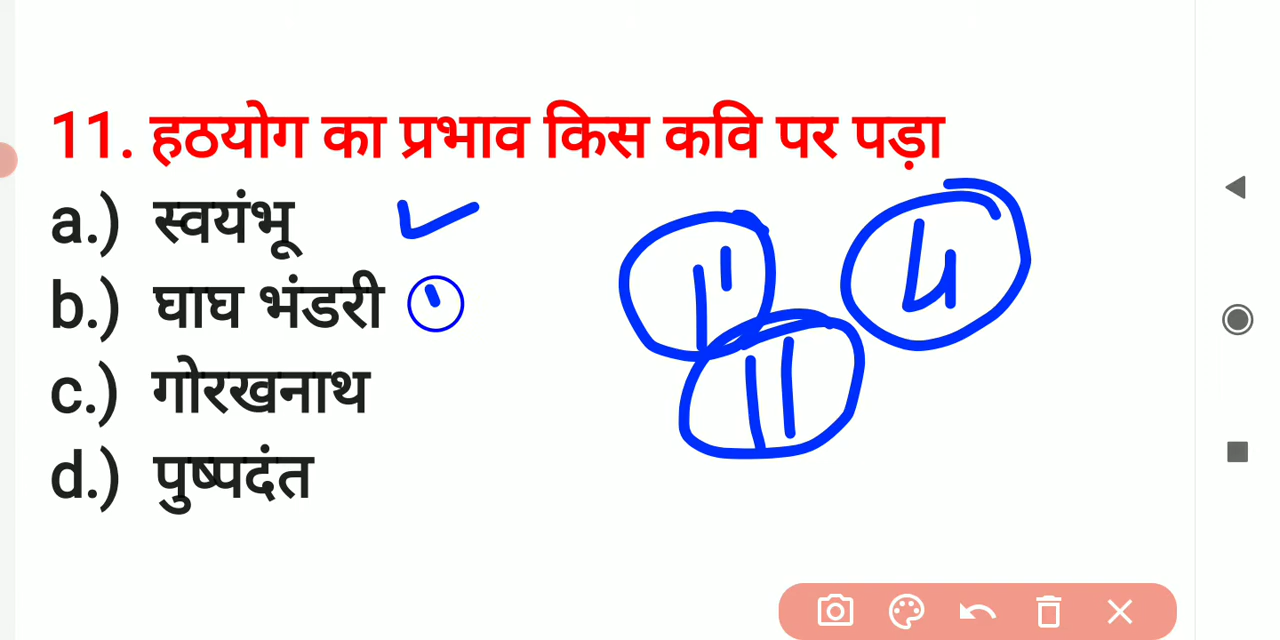 11. हठयोग का प्रभाव किस कवि पर पड़ा
a.) स्वयंभू
b.) घाघ भंडरी
c.) गोरखनाथ
d.) पुष्पदंत